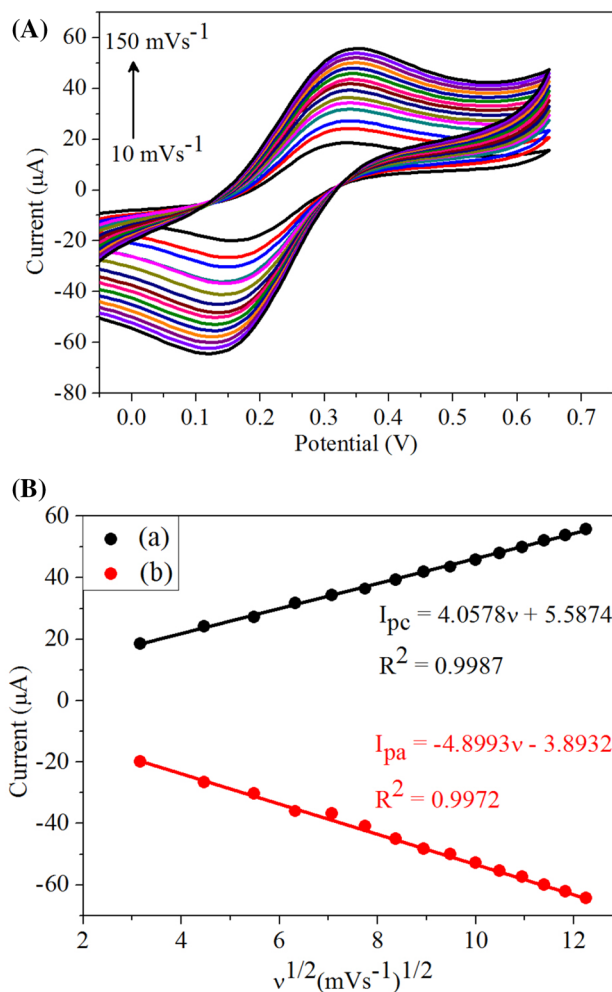 (A)
60
40
20
0
-20
-40
-60
-80
Current (μA)
150 mVs-1
10 mVs-1
0.0 0.1 0.2 0.3 0.4 0.5 0.6 0.7
Potential (V)
(B)
60
40
20
0
-20
-40
-60
Current (μA)
(a)
(b)
Ipc = 4.0578ν + 5.5874
R2 = 0.9987
Ipa = -4.8993ν - 3.8932
R2 = 0.9972
2 4 6 8 10 12
ν1/2(mVs-1)1/2